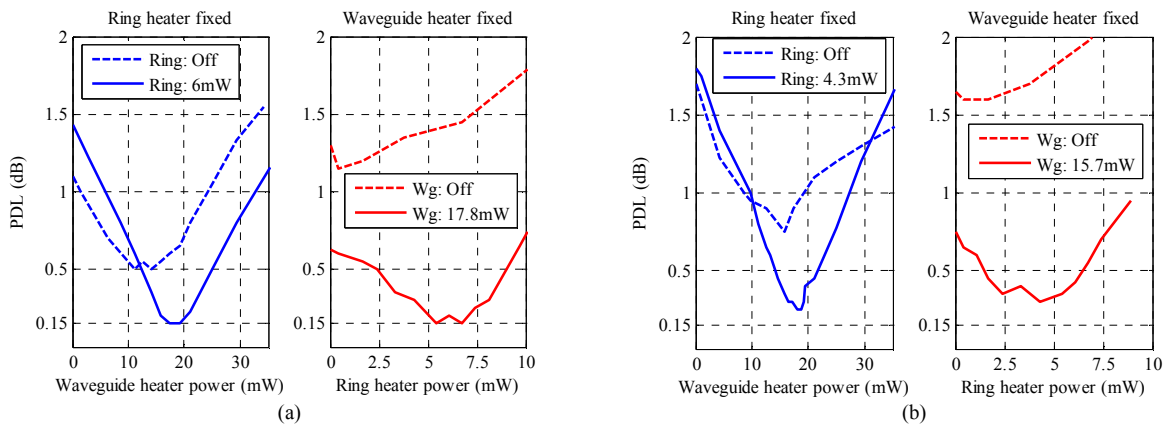 Ring heater fixed
Waveguide heater fixed
PDL (dB)
2
1.5
1
0.5
0.15
Ring: Off
Ring: 6mW
0
10
20
30
Waveguide heater power (mW)
2
1.5
1
0.5
0.15
Wg: Off
Wg: 17.8mW
0
2.5
5
7.5
10
Ring heater power (mW)
(a)
Ring heater fixed
Waveguide heater fixed
PDL (dB)
2
1.5
1
0.5
0.15
Ring: Off
Ring: 4.3mW
0
10
20
30
Waveguide heater power (mW)
2
1.5
1
0.5
0.15
Wg: Off
Wg: 15.7mW
0
2.5
5
7.5
10
Ring heater power (mW)
(b)